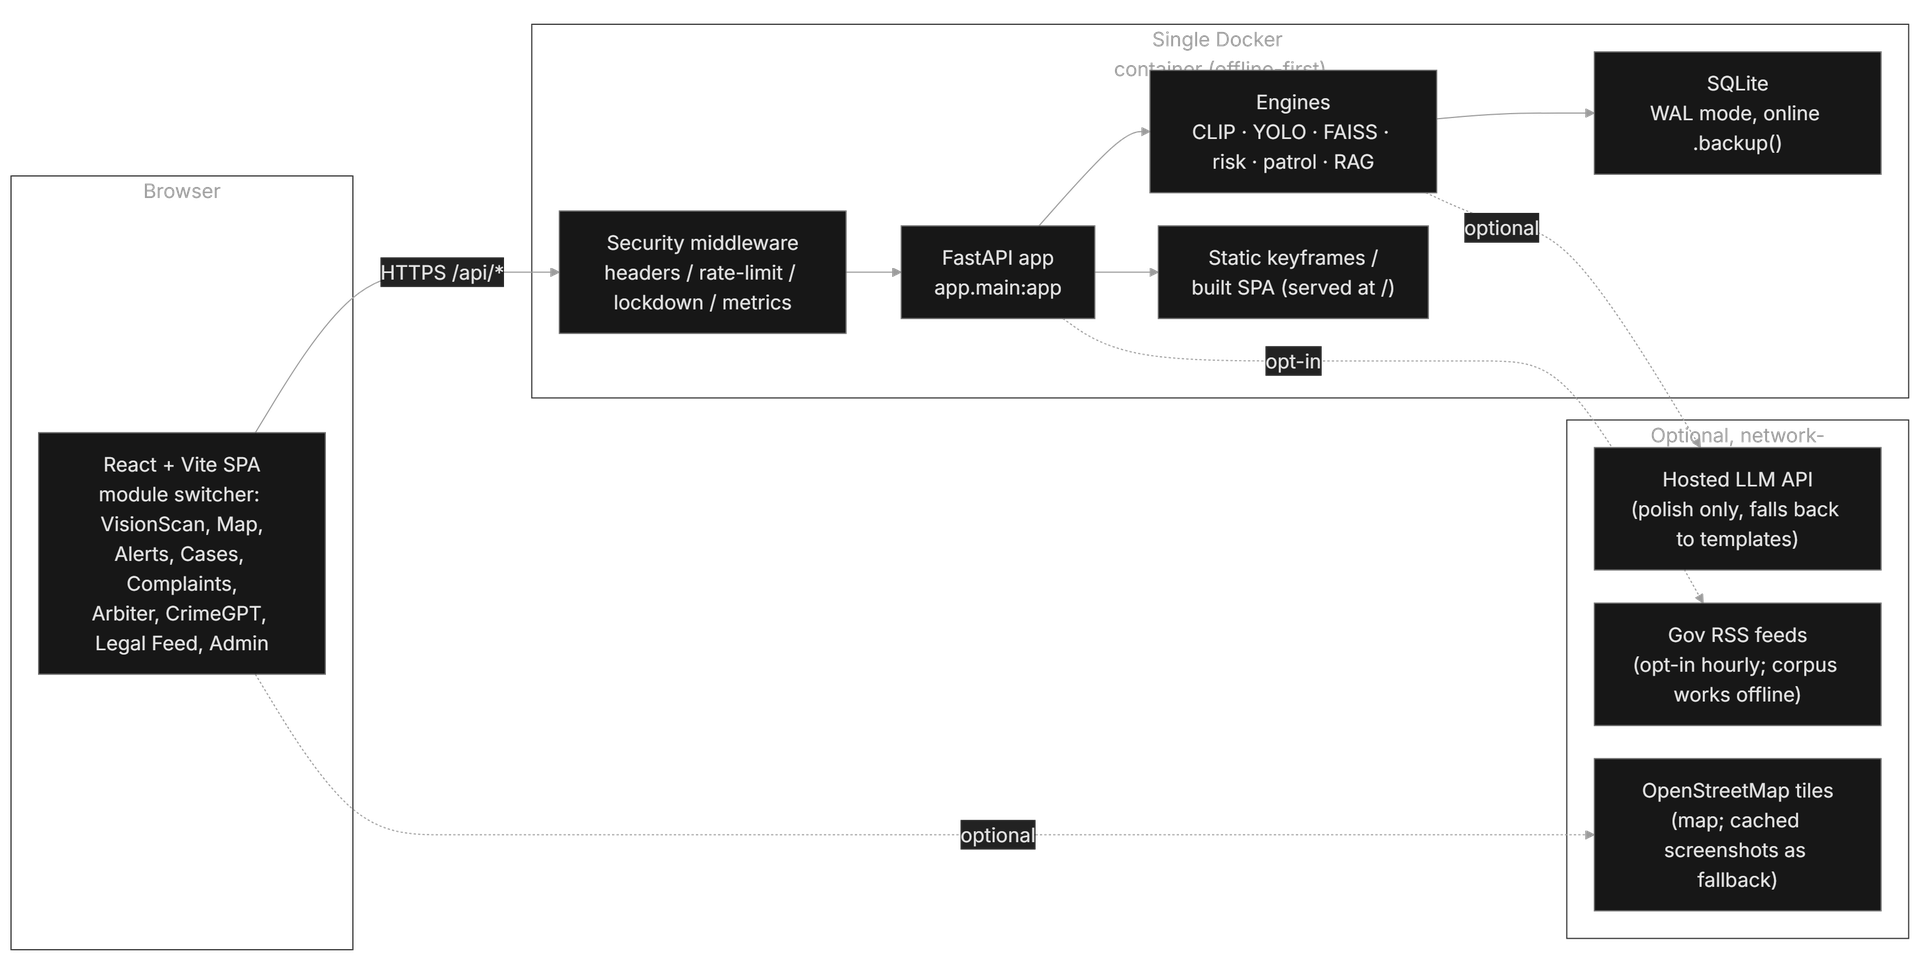 Single Docker
container (offline-first)
Engines
CLIP · YOLO · FAISS ·
risk · patrol · RAG
SQLite
WAL mode, online
.backup()
Browser
HTTPS /api/*
Security middleware
headers / rate-limit /
lockdown / metrics
FastAPI app
app.main:app
Static keyframes /
built SPA (served at /)
optional
opt-in
React + Vite SPA
module switcher:
VisionScan, Map,
Alerts, Cases,
Complaints,
Arbiter, CrimeGPT,
Legal Feed, Admin
Optional, network-
Hosted LLM API
(polish only, falls back
to templates)
Gov RSS feeds
(opt-in hourly; corpus
works offline)
optional
OpenStreetMap tiles
(map; cached
screenshots as
fallback)